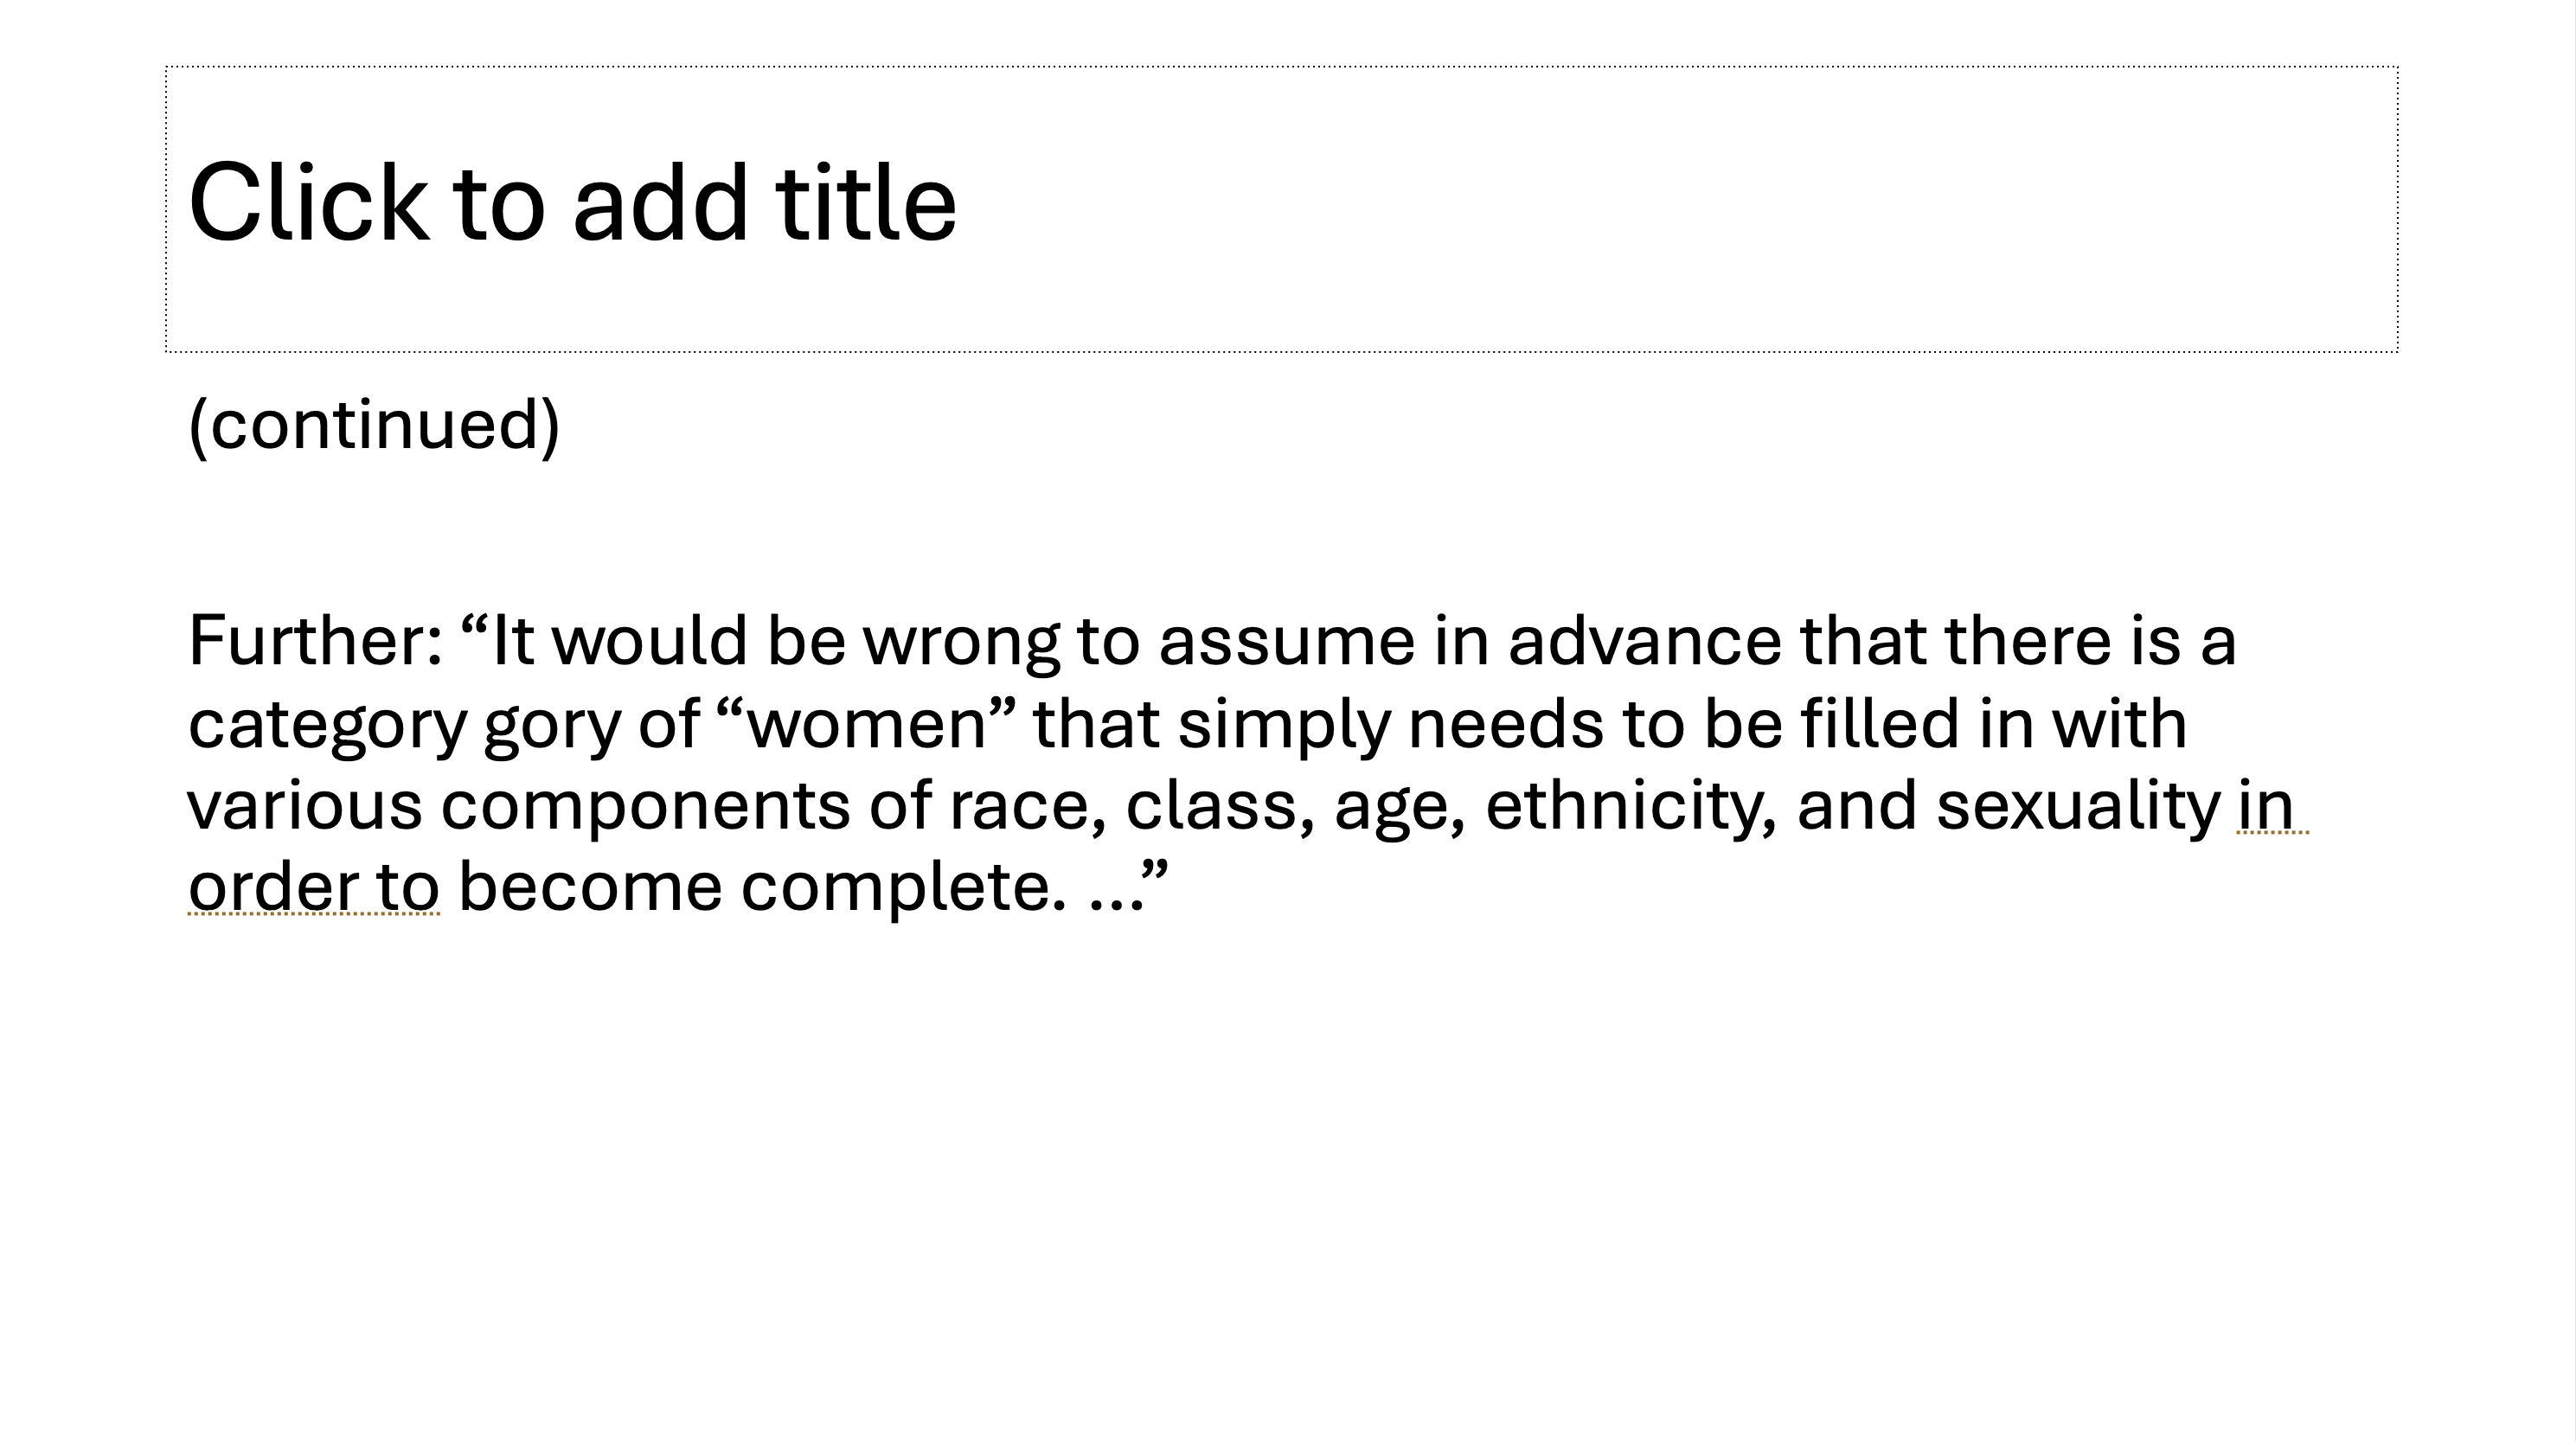 Click to add title
(continued)
Further: “It would be wrong to assume in advance that there is a
category gory of “women” that simply needs to be filled in with
various components of race, class, age, ethnicity, and sexuality in
order to become complete. ...”